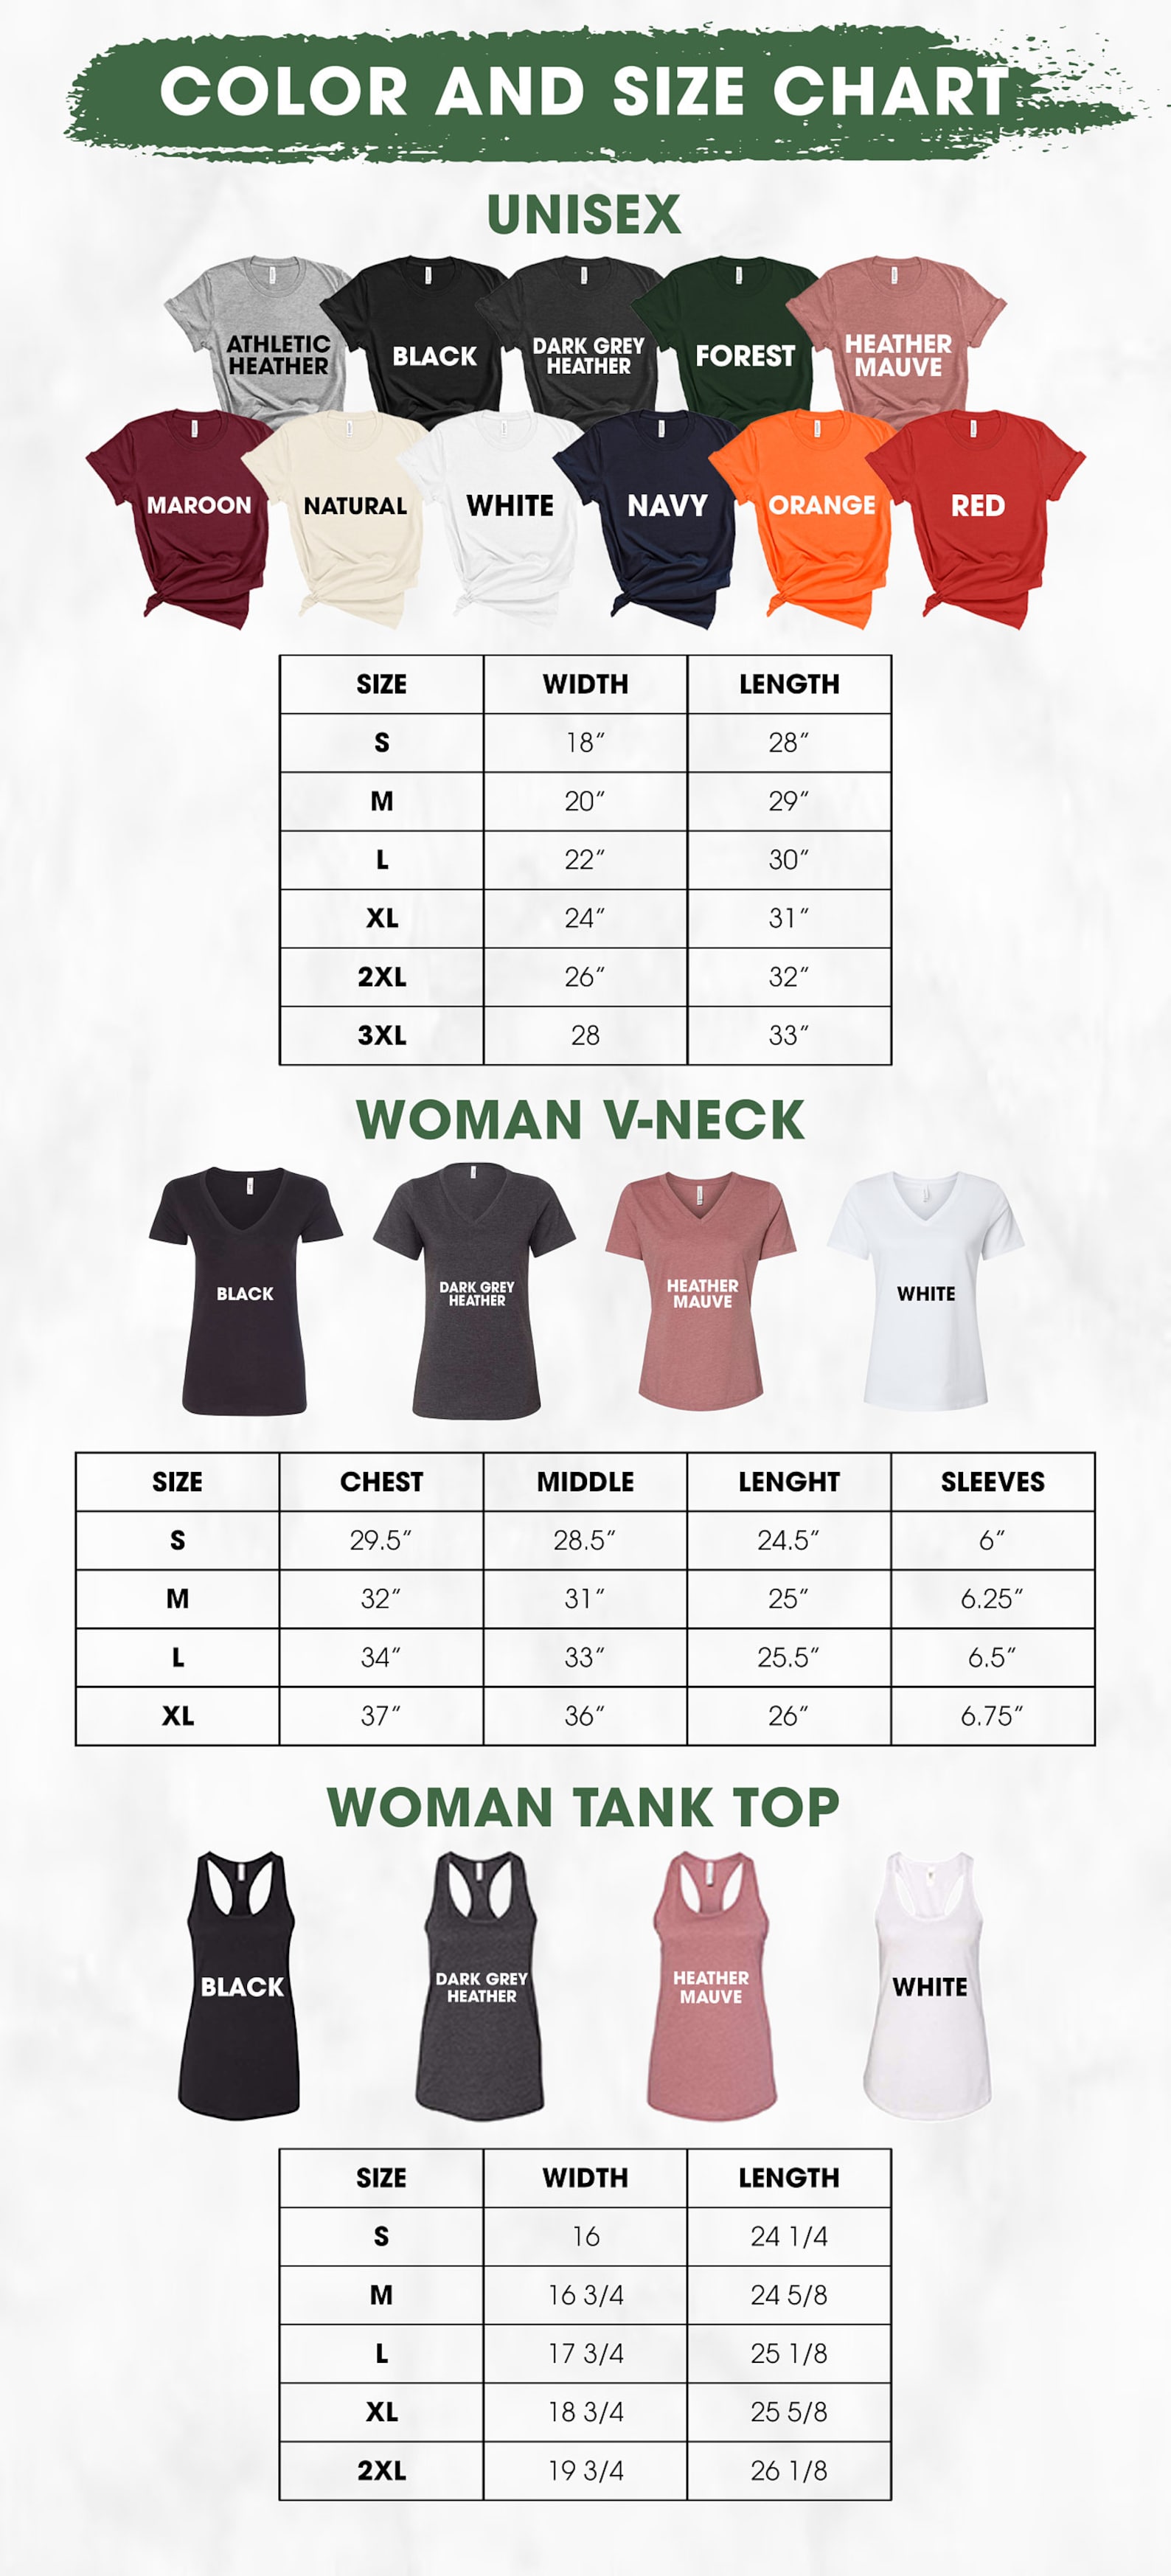 COLOR AND SIZE CHART
UNISEX
ATHLETIC
HEATHER
BLACK
DARK GREY
HEATHER
FOREST
HEATHER
MAUVE
MAROON
NATURAL
WHITE
NAVY
ORANGE
RED
SIZE WIDTH LENGTH
S 18″ 28″
M 20″ 29″
L 22″ 30″
XL 24″ 31″
2XL 26″ 32″
3XL 28 33″
WOMAN V-NECK
BLACK
DARK GREY
HEATHER
HEATHER
MAUVE
WHITE
SIZE CHEST MIDDLE LENGHT SLEEVES
S 29.5″ 28.5″ 24.5″ 6″
M 32″ 31″ 25″ 6.25″
L 34″ 33″ 25.5″ 6.5″
XL 37″ 36″ 26″ 6.75″
WOMAN TANK TOP
BLACK
DARK GREY
HEATHER
HEATHER
MAUVE
WHITE
SIZE WIDTH LENGTH
S 16 24 1/4
M 16 3/4 24 5/8
L 17 3/4 25 1/8
XL 18 3/4 25 5/8
2XL 19 3/4 26 1/8